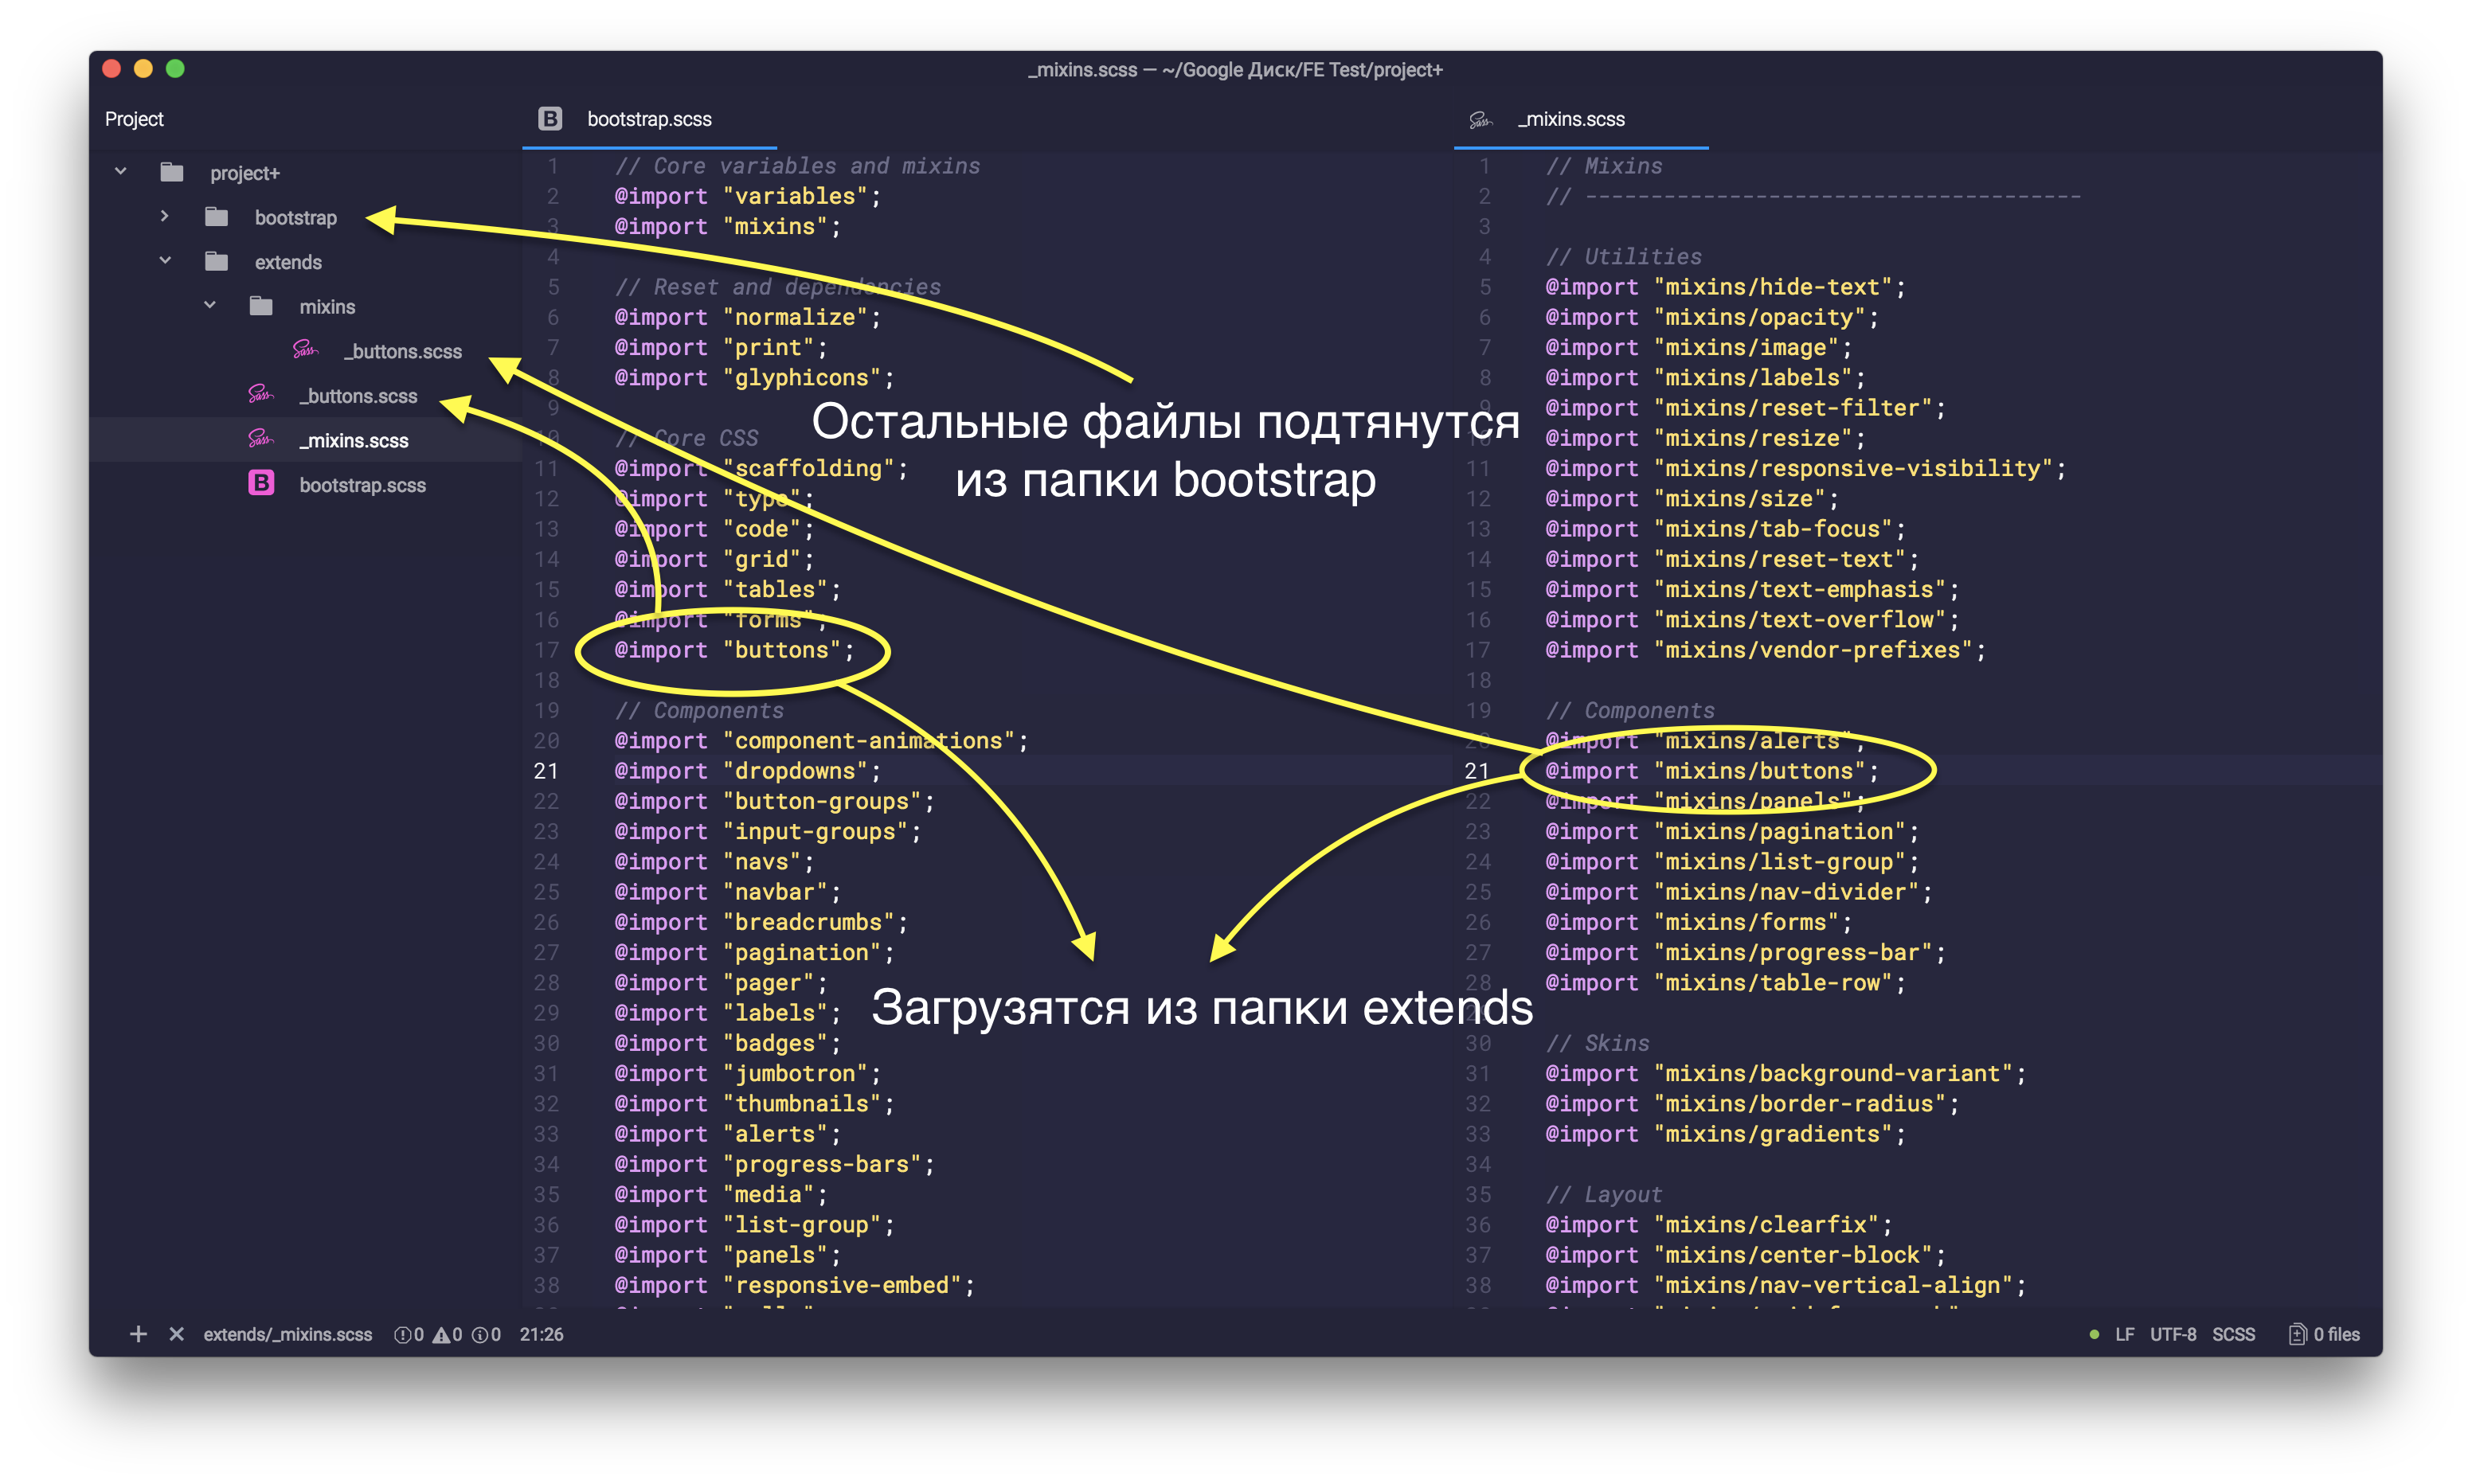 _mixins.scss — ~/Google Диск/FE Test/project+
Project
project+
bootstrap
extends
mixins
_buttons.scss
_buttons.scss
_mixins.scss
bootstrap.scss
B bootstrap.scss
1 // Core variables and mixins
2 @import "variables";
3 @import "mixins";
4
5 // Reset and dependencies
6 @import "normalize";
7 @import "print";
8 @import "glyphicons";
9
10 // Core CSS
11 @import "scaffolding";
12 @import "type";
13 @import "code";
14 @import "grid";
15 @import "tables";
16 @import "forms";
17 @import "buttons";
18
19 // Components
20 @import "component-animations";
21 @import "dropdowns";
22 @import "button-groups";
23 @import "input-groups";
24 @import "navs";
25 @import "navbar";
26 @import "breadcrumbs";
27 @import "pagination";
28 @import "pager";
29 @import "labels";
30 @import "badges";
31 @import "jumbotron";
32 @import "thumbnails";
33 @import "alerts";
34 @import "progress-bars";
35 @import "media";
36 @import "list-group";
37 @import "panels";
38 @import "responsive-embed";
Остальные файлы подтянутся
из папки bootstrap
Загрузятся из папки extends
Sass _mixins.scss
1 // Mixins
2 // --------------------------------------
3
4 // Utilities
5 @import "mixins/hide-text";
6 @import "mixins/opacity";
7 @import "mixins/image";
8 @import "mixins/labels";
9 @import "mixins/reset-filter";
10 @import "mixins/resize";
11 @import "mixins/responsive-visibility";
12 @import "mixins/size";
13 @import "mixins/tab-focus";
14 @import "mixins/reset-text";
15 @import "mixins/text-emphasis";
16 @import "mixins/text-overflow";
17 @import "mixins/vendor-prefixes";
18
19 // Components
20 @import "mixins/alerts";
21 @import "mixins/buttons";
22 @import "mixins/panels";
23 @import "mixins/pagination";
24 @import "mixins/list-group";
25 @import "mixins/nav-divider";
26 @import "mixins/forms";
27 @import "mixins/progress-bar";
28 @import "mixins/table-row";
29
30 // Skins
31 @import "mixins/background-variant";
32 @import "mixins/border-radius";
33 @import "mixins/gradients";
34
35 // Layout
36 @import "mixins/clearfix";
37 @import "mixins/center-block";
38 @import "mixins/nav-vertical-align";
extends/_mixins.scss 0 0 0 21:26
LF UTF-8 SCSS 0 files